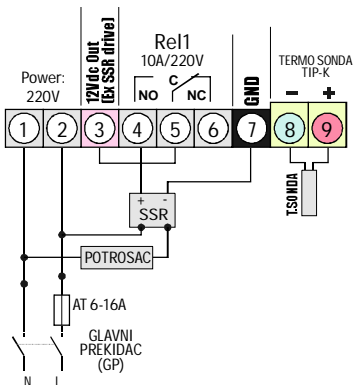 Power:
220V
12Vdc Out
(Ex SSR drive)
Rel1
10A/220V
C
NO
NC
GND
TERMO SONDA
TIP-K
- +
1 2 3 4 5 6 7 8 9
+ -
SSR
T.SONDA
POTROSAC
AT 6-16A
GLAVNI
PREKIDAC
(GP)
N L